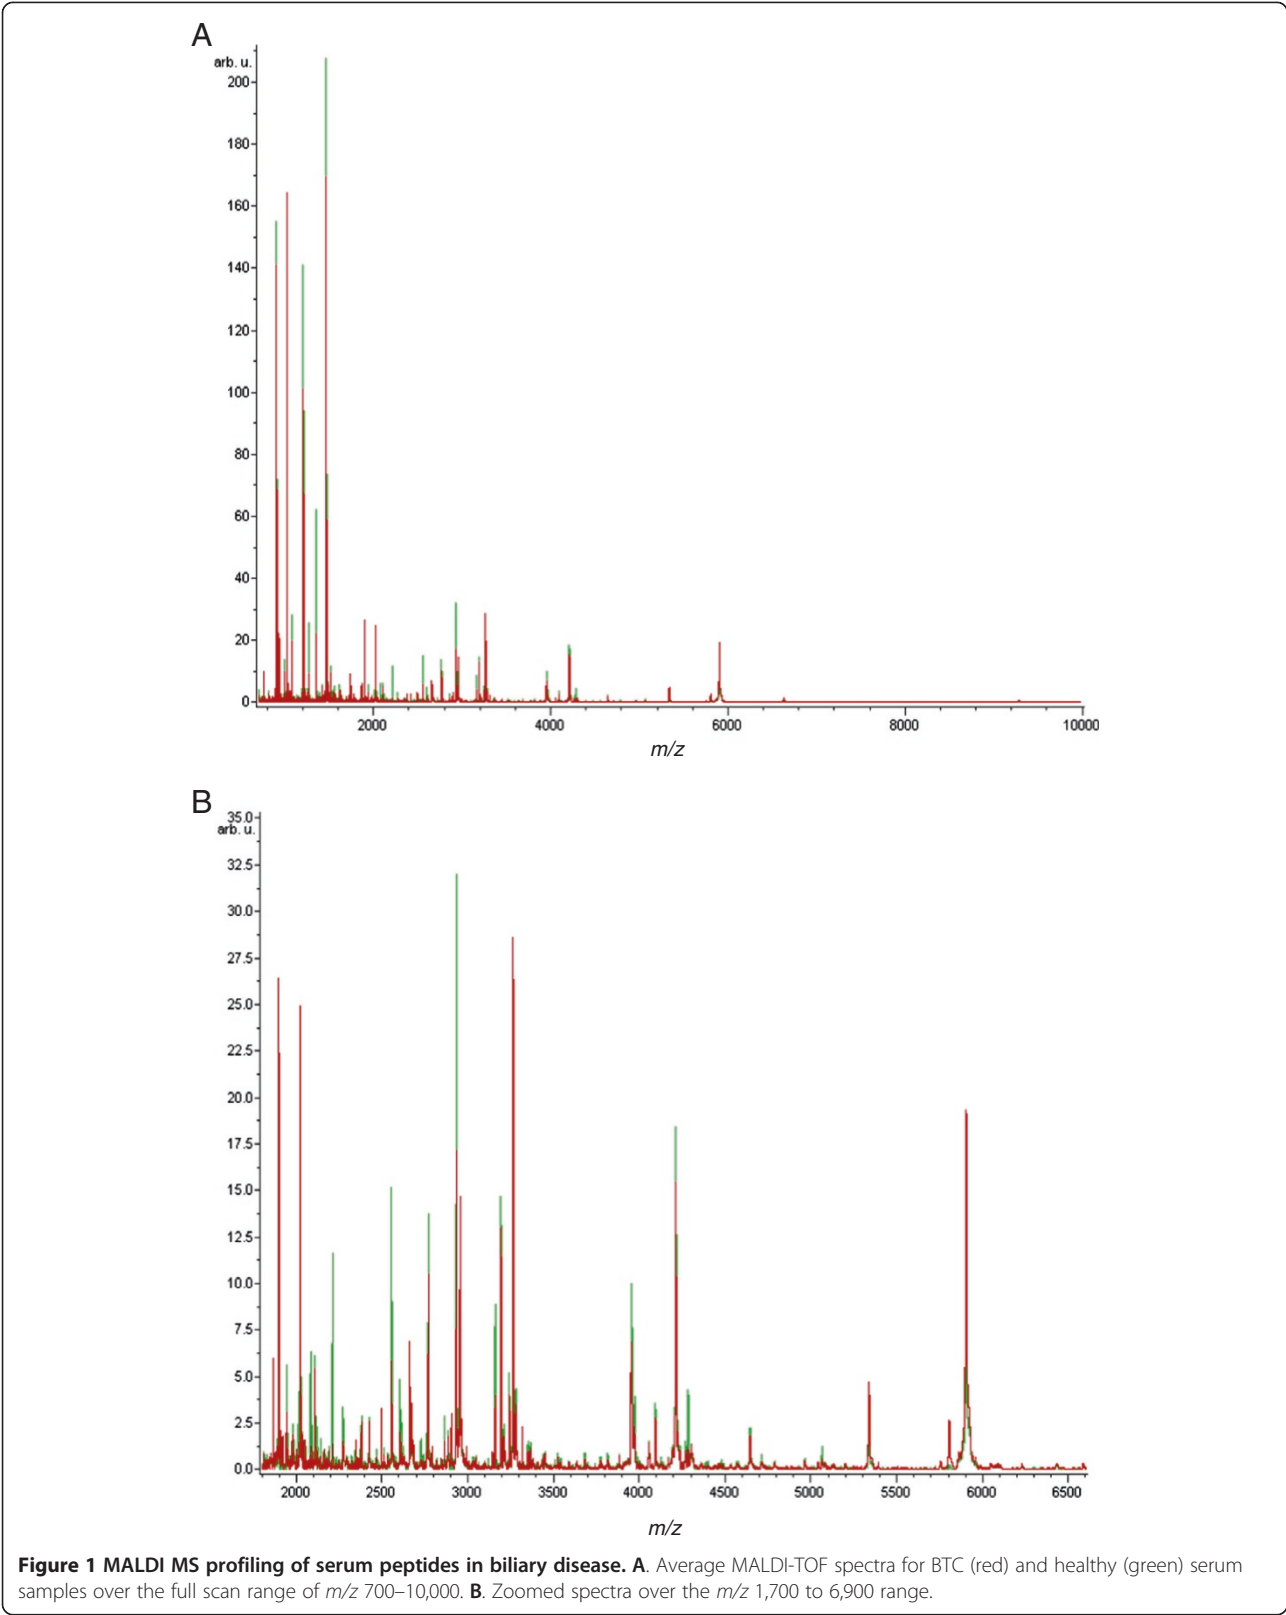 A
arb. u.
200
180
160
140
120
100
80
60
40
20
0
2000 4000 6000 8000 10000
m/z
B
35.0
arb. u.
32.5
30.0
27.5
25.0
22.5
20.0
17.5
15.0
12.5
10.0
7.5
5.0
2.5
0.0
2000 2500 3000 3500 4000 4500 5000 5500 6000 6500
m/z
Figure 1 MALDI MS profiling of serum peptides in biliary disease. A. Average MALDI-TOF spectra for BTC (red) and healthy (green) serum
samples over the full scan range of m/z 700–10,000. B. Zoomed spectra over the m/z 1,700 to 6,900 range.